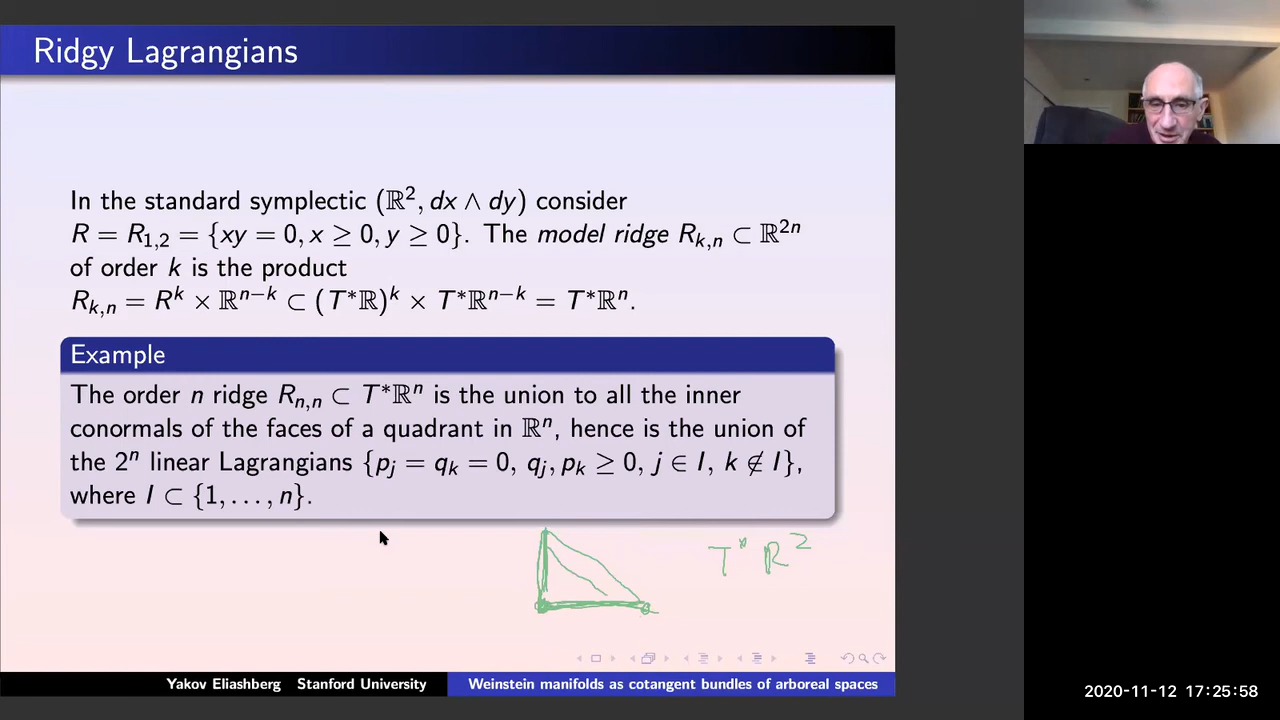 Ridgy Lagrangians
In the standard symplectic (ℝ², dx ∧ dy) consider
R = R₁,₂ = {xy = 0, x ≥ 0, y ≥ 0}. The model ridge Rₖ,ₙ ⊂ ℝ²ⁿ
of order k is the product
Rₖ,ₙ = Rᵏ × ℝⁿ⁻ᵏ ⊂ (T*ℝ)ᵏ × T*ℝⁿ⁻ᵏ = T*ℝⁿ.
Example
The order n ridge Rₙ,ₙ ⊂ T*ℝⁿ is the union to all the inner
conormals of the faces of a quadrant in ℝⁿ, hence is the union of
the 2ⁿ linear Lagrangians {pⱼ = qₖ = 0, qⱼ, pₖ ≥ 0, j ∈ I, k ∉ I},
where I ⊂ {1, . . . , n}.
T* R²
Yakov Eliashberg Stanford University
Weinstein manifolds as cotangent bundles of arboreal spaces
2020-11-12 17:25:58